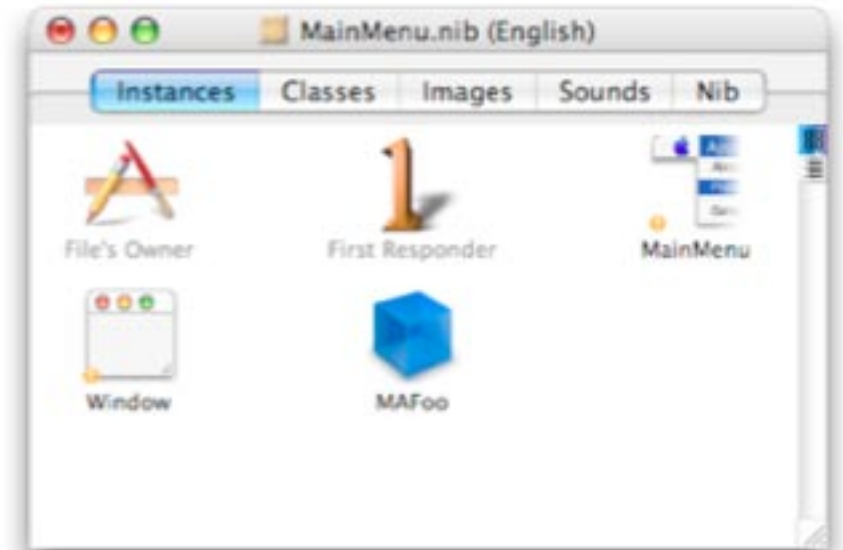 MainMenu.nib (English)
Instances Classes Images Sounds Nib
File's Owner First Responder MainMenu
Window MAFoo